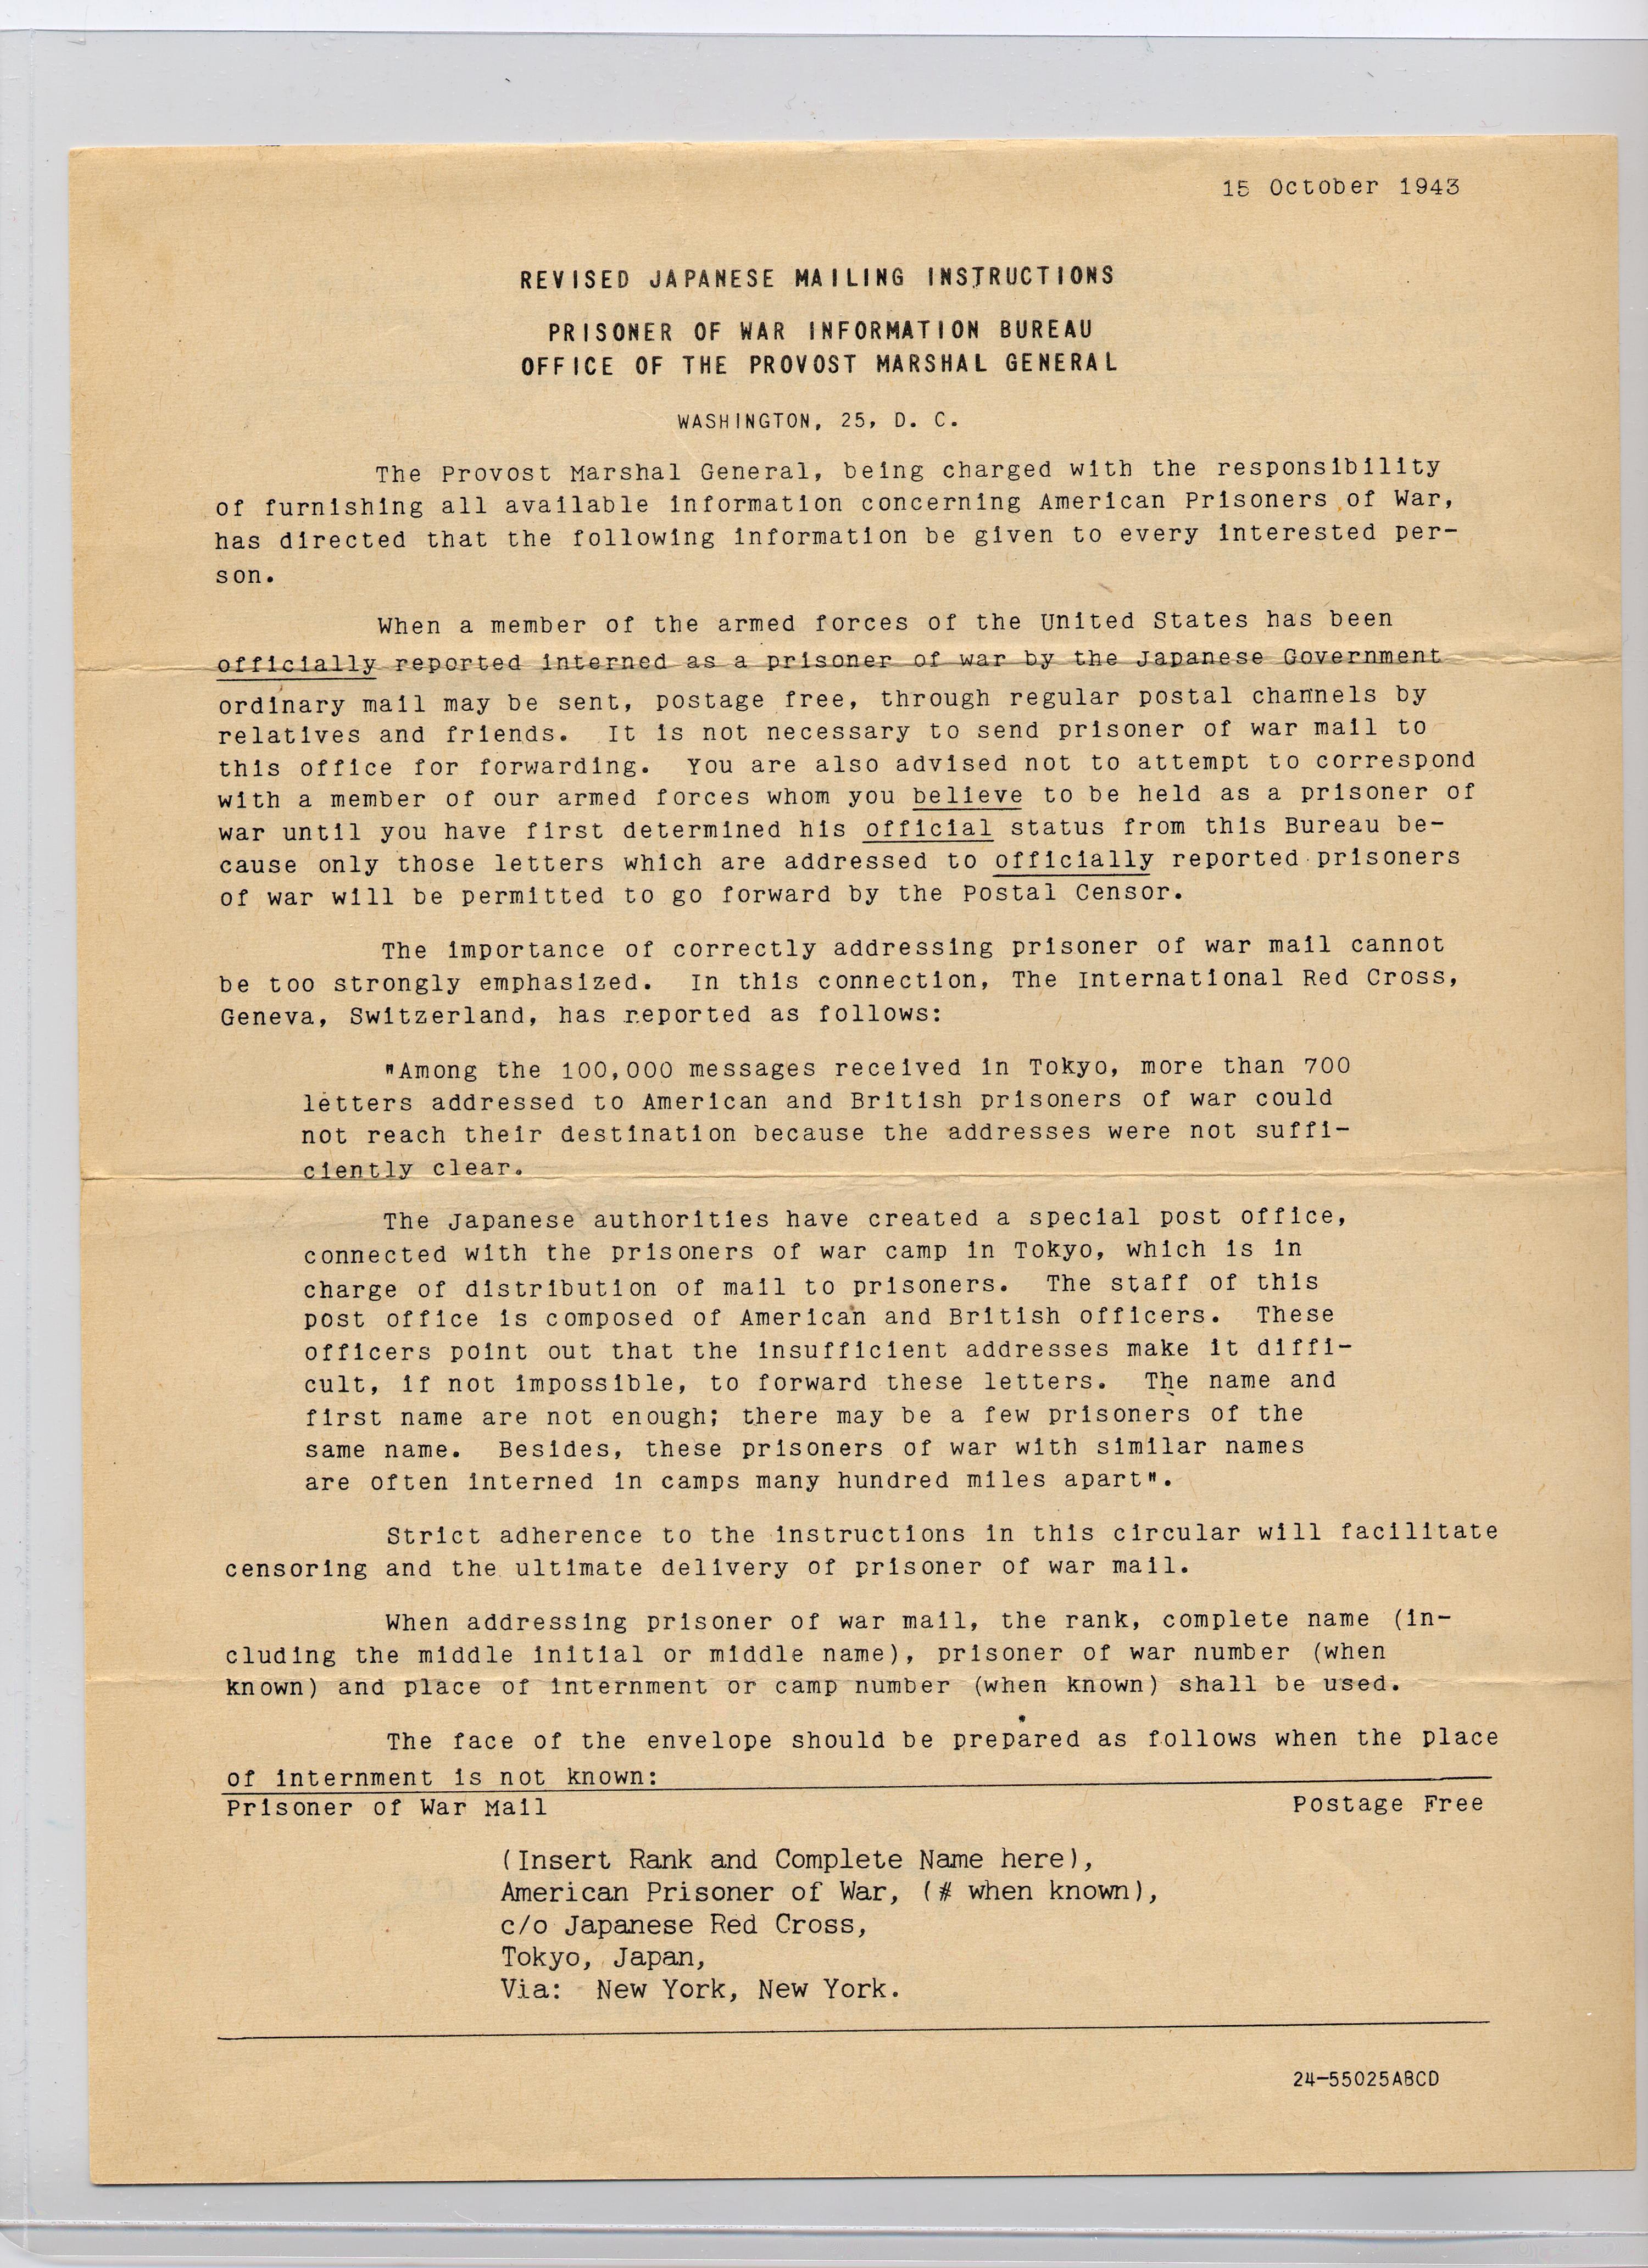 15 October 1943
REVISED JAPANESE MAILING INSTRUCTIONS
PRISONER OF WAR INFORMATION BUREAU
OFFICE OF THE PROVOST MARSHAL GENERAL
WASHINGTON, 25, D. C.
The Provost Marshal General, being charged with the responsibility
of furnishing all available information concerning American Prisoners of War,
has directed that the following information be given to every interested per-
son.
When a member of the armed forces of the United States has been
officially reported interned as a prisoner of war by the Japanese Government
ordinary mail may be sent, postage free, through regular postal channels by
relatives and friends. It is not necessary to send prisoner of war mail to
this office for forwarding. You are also advised not to attempt to correspond
with a member of our armed forces whom you believe to be held as a prisoner of
war until you have first determined his official status from this Bureau be-
cause only those letters which are addressed to officially reported prisoners
of war will be permitted to go forward by the Postal Censor.
The importance of correctly addressing prisoner of war mail cannot
be too strongly emphasized. In this connection, The International Red Cross,
Geneva, Switzerland, has reported as follows:
"Among the 100,000 messages received in Tokyo, more than 700
letters addressed to American and British prisoners of war could
not reach their destination because the addresses were not suffi-
ciently clear.
The Japanese authorities have created a special post office,
connected with the prisoners of war camp in Tokyo, which is in
charge of distribution of mail to prisoners. The staff of this
post office is composed of American and British officers. These
officers point out that the insufficient addresses make it diffi-
cult, if not impossible, to forward these letters. The name and
first name are not enough; there may be a few prisoners of the
same name. Besides, these prisoners of war with similar names
are often interned in camps many hundred miles apart".
Strict adherence to the instructions in this circular will facilitate
censoring and the ultimate delivery of prisoner of war mail.
When addressing prisoner of war mail, the rank, complete name (in-
cluding the middle initial or middle name), prisoner of war number (when
known) and place of internment or camp number (when known) shall be used.
The face of the envelope should be prepared as follows when the place
of internment is not known:
Prisoner of War Mail Postage Free
(Insert Rank and Complete Name here),
American Prisoner of War, (# when known),
c/o Japanese Red Cross,
Tokyo, Japan,
Via: New York, New York.
24-55025ABCD